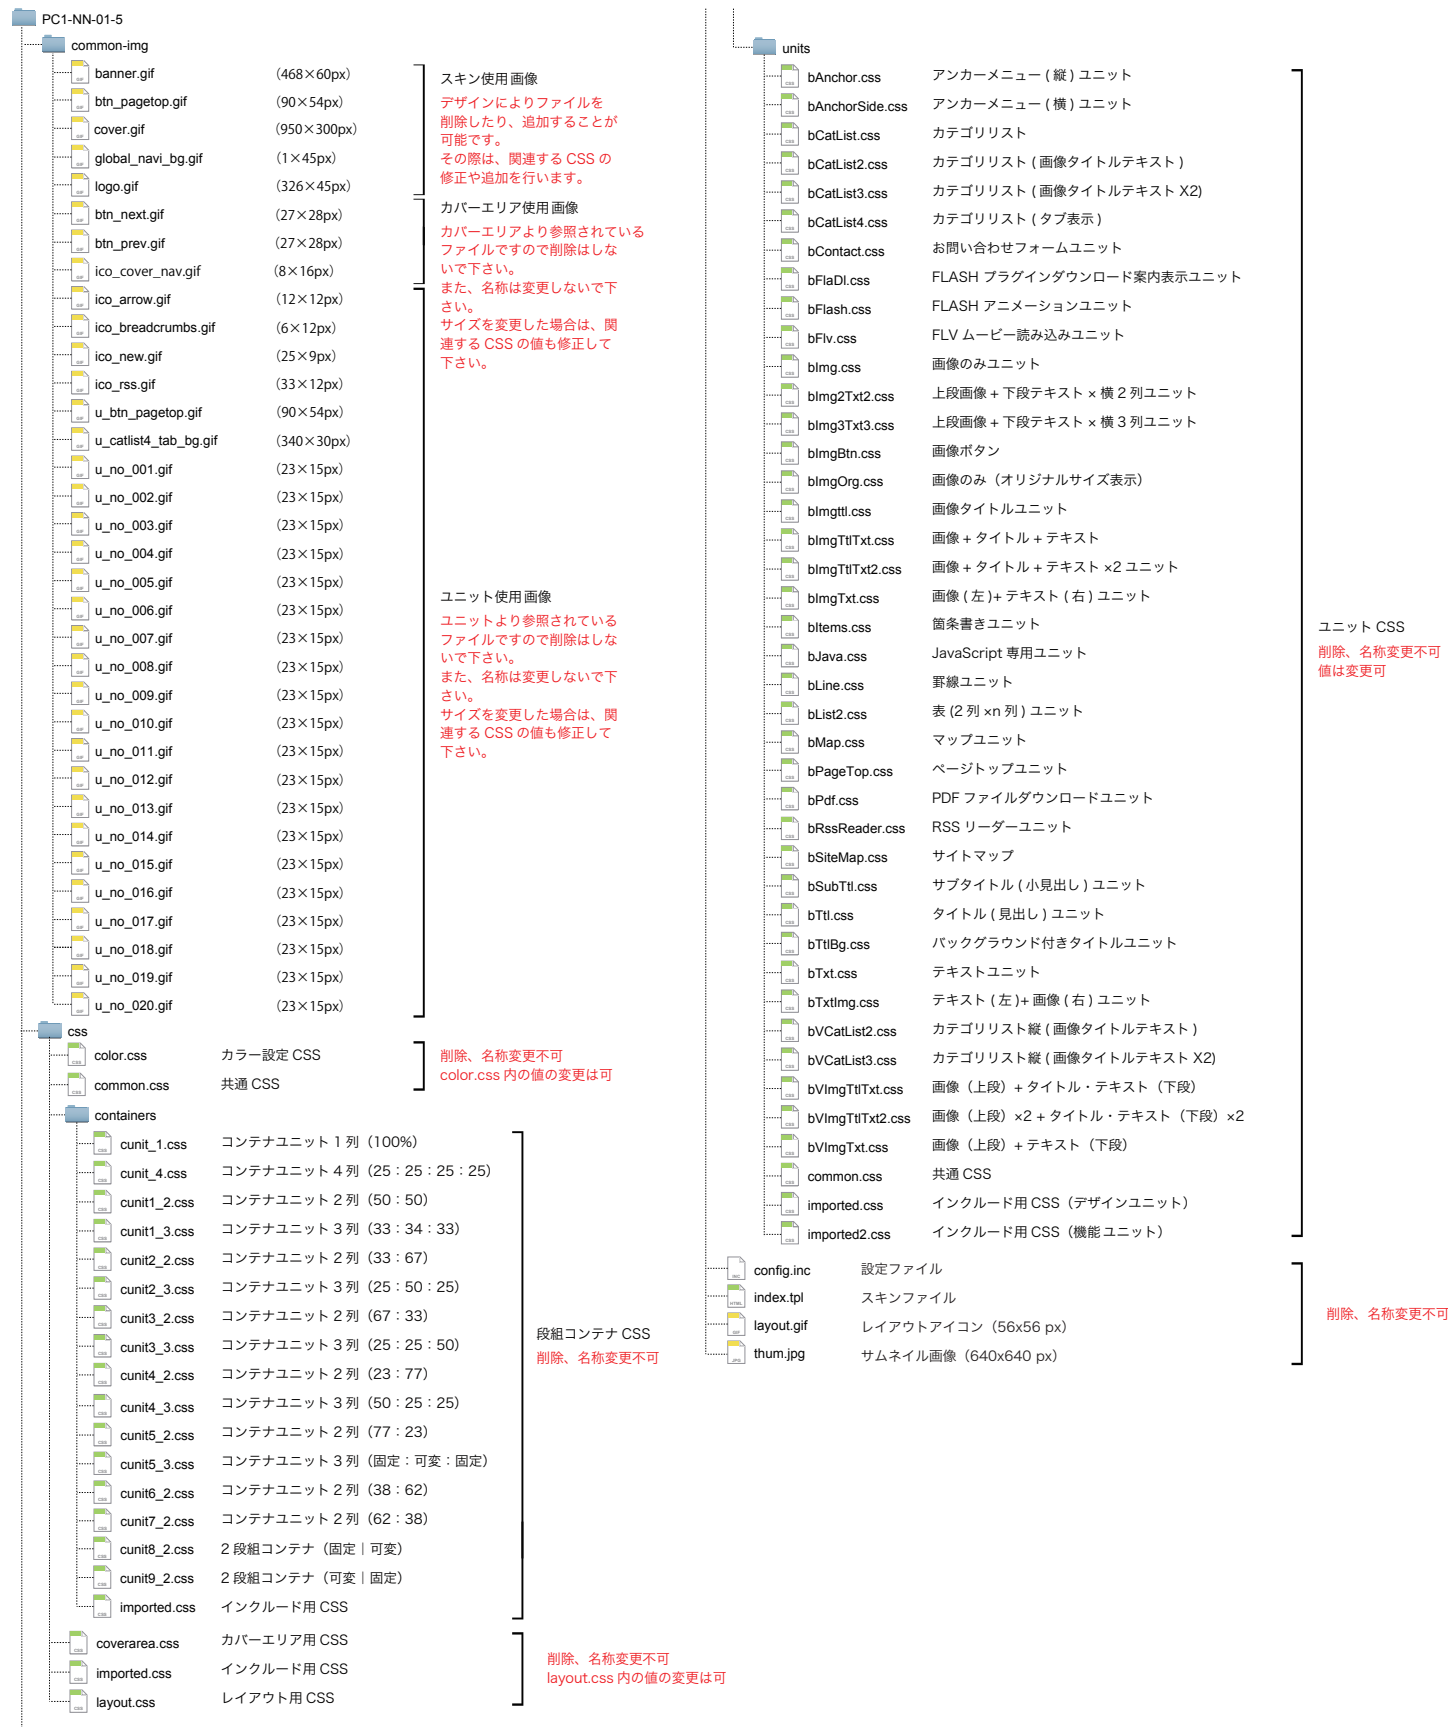 PC1-NN-01-5
common-img
banner.gif （468×60px）
btn_pagetop.gif （90×54px）
cover.gif （950×300px）
global_navi_bg.gif （1×45px）
logo.gif （326×45px）
スキン使用画像
デザインによりファイルを
削除したり、追加することが
可能です。
その際は、関連する CSS の
修正や追加を行います。
btn_next.gif （27×28px）
btn_prev.gif （27×28px）
ico_cover_nav.gif （8×16px）
カバーエリア使用画像
カバーエリアより参照されている
ファイルですので削除はしな
いで下さい。
また、名称は変更しないで下
さい。
サイズを変更した場合は、関
連する CSS の値も修正して
下さい。
ico_arrow.gif （12×12px）
ico_breadcrumbs.gif （6×12px）
ico_new.gif （25×9px）
ico_rss.gif （33×12px）
u_btn_pagetop.gif （90×54px）
u_catlist4_tab_bg.gif （340×30px）
u_no_001.gif （23×15px）
u_no_002.gif （23×15px）
u_no_003.gif （23×15px）
u_no_004.gif （23×15px）
u_no_005.gif （23×15px）
u_no_006.gif （23×15px）
u_no_007.gif （23×15px）
u_no_008.gif （23×15px）
u_no_009.gif （23×15px）
u_no_010.gif （23×15px）
u_no_011.gif （23×15px）
u_no_012.gif （23×15px）
u_no_013.gif （23×15px）
u_no_014.gif （23×15px）
u_no_015.gif （23×15px）
u_no_016.gif （23×15px）
u_no_017.gif （23×15px）
u_no_018.gif （23×15px）
u_no_019.gif （23×15px）
u_no_020.gif （23×15px）
ユニット使用画像
ユニットより参照されている
ファイルですので削除はしな
いで下さい。
また、名称は変更しないで下
さい。
サイズを変更した場合は、関
連する CSS の値も修正して
下さい。
css
color.css カラー設定 CSS
common.css 共通 CSS
削除、名称変更不可
color.css 内の値の変更は可
containers
cunit_1.css コンテナユニット 1 列（100%）
cunit_4.css コンテナユニット 4 列（25：25：25：25）
cunit1_2.css コンテナユニット 2 列（50：50）
cunit1_3.css コンテナユニット 3 列（33：34：33）
cunit2_2.css コンテナユニット 2 列（33：67）
cunit2_3.css コンテナユニット 3 列（25：50：25）
cunit3_2.css コンテナユニット 2 列（67：33）
cunit3_3.css コンテナユニット 3 列（25：25：50）
cunit4_2.css コンテナユニット 2 列（23：77）
cunit4_3.css コンテナユニット 3 列（50：25：25）
cunit5_2.css コンテナユニット 2 列（77：23）
cunit5_3.css コンテナユニット 3 列（固定：可変：固定）
cunit6_2.css コンテナユニット 2 列（38：62）
cunit7_2.css コンテナユニット 2 列（62：38）
cunit8_2.css 2 段組コンテナ（固定｜可変）
cunit9_2.css 2 段組コンテナ（可変｜固定）
imported.css インクルード用 CSS
段組コンテナ CSS
削除、名称変更不可
coverarea.css カバーエリア用 CSS
imported.css インクルード用 CSS
layout.css レイアウト用 CSS
削除、名称変更不可
layout.css 内の値の変更は可
units
bAnchor.css アンカーメニュー ( 縦 ) ユニット
bAnchorSide.css アンカーメニュー ( 横 ) ユニット
bCatList.css カテゴリリスト
bCatList2.css カテゴリリスト ( 画像タイトルテキスト )
bCatList3.css カテゴリリスト ( 画像タイトルテキスト X2)
bCatList4.css カテゴリリスト ( タブ表示 )
bContact.css お問い合わせフォームユニット
bFlaDl.css FLASH プラグインダウンロード案内表示ユニット
bFlash.css FLASH アニメーションユニット
bFlv.css FLV ムービー読み込みユニット
bImg.css 画像のみユニット
bImg2Txt2.css 上段画像 + 下段テキスト × 横 2 列ユニット
bImg3Txt3.css 上段画像 + 下段テキスト × 横 3 列ユニット
bImgBtn.css 画像ボタン
bImgOrg.css 画像のみ（オリジナルサイズ表示）
bImgttl.css 画像タイトルユニット
bImgTtlTxt.css 画像 + タイトル + テキスト
bImgTtlTxt2.css 画像 + タイトル + テキスト ×2 ユニット
bImgTxt.css 画像 ( 左 )+ テキスト ( 右 ) ユニット
bItems.css 箇条書きユニット
bJava.css JavaScript 専用ユニット
bLine.css 罫線ユニット
bList2.css 表 (2 列 ×n 列 ) ユニット
bMap.css マップユニット
bPageTop.css ページトップユニット
bPdf.css PDF ファイルダウンロードユニット
bRssReader.css RSS リーダーユニット
bSiteMap.css サイトマップ
bSubTtl.css サブタイトル ( 小見出し ) ユニット
bTtl.css タイトル ( 見出し ) ユニット
bTtlBg.css バックグラウンド付きタイトルユニット
bTxt.css テキストユニット
bTxtImg.css テキスト ( 左 )+ 画像 ( 右 ) ユニット
bVCatList2.css カテゴリリスト縦 ( 画像タイトルテキスト )
bVCatList3.css カテゴリリスト縦 ( 画像タイトルテキスト X2)
bVImgTtlTxt.css 画像（上段）+ タイトル・テキスト（下段）
bVImgTtlTxt2.css 画像（上段）×2 + タイトル・テキスト（下段）×2
bVImgTxt.css 画像（上段）+ テキスト（下段）
common.css 共通 CSS
imported.css インクルード用 CSS（デザインユニット）
imported2.css インクルード用 CSS（機能ユニット）
ユニット CSS
削除、名称変更不可
値は変更可
config.inc 設定ファイル
index.tpl スキンファイル
layout.gif レイアウトアイコン（56x56 px）
thum.jpg サムネイル画像（640x640 px）
削除、名称変更不可